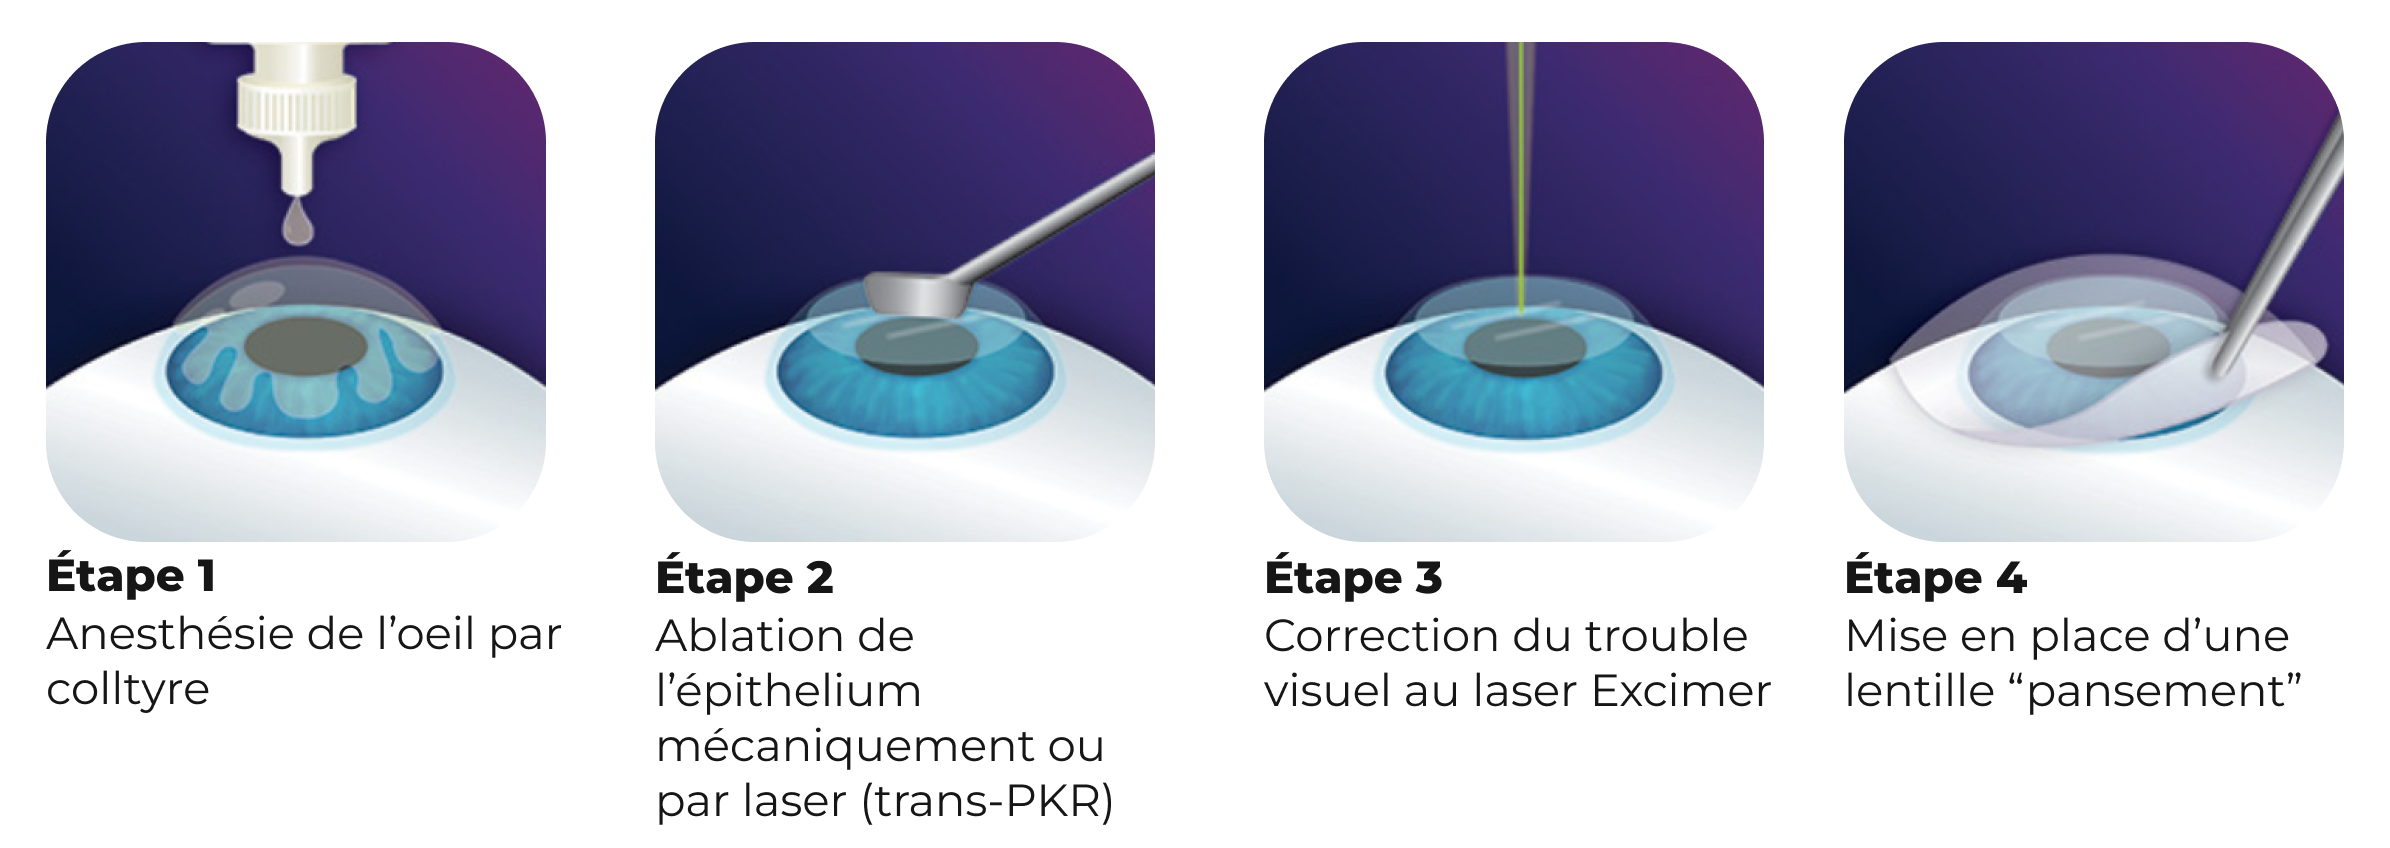 Étape 1
Anesthésie de l’oeil par
colltyre
Étape 2
Ablation de
l’épithelium
mécaniquement ou
par laser (trans-PKR)
Étape 3
Correction du trouble
visuel au laser Excimer
Étape 4
Mise en place d’une
lentille “pansement”